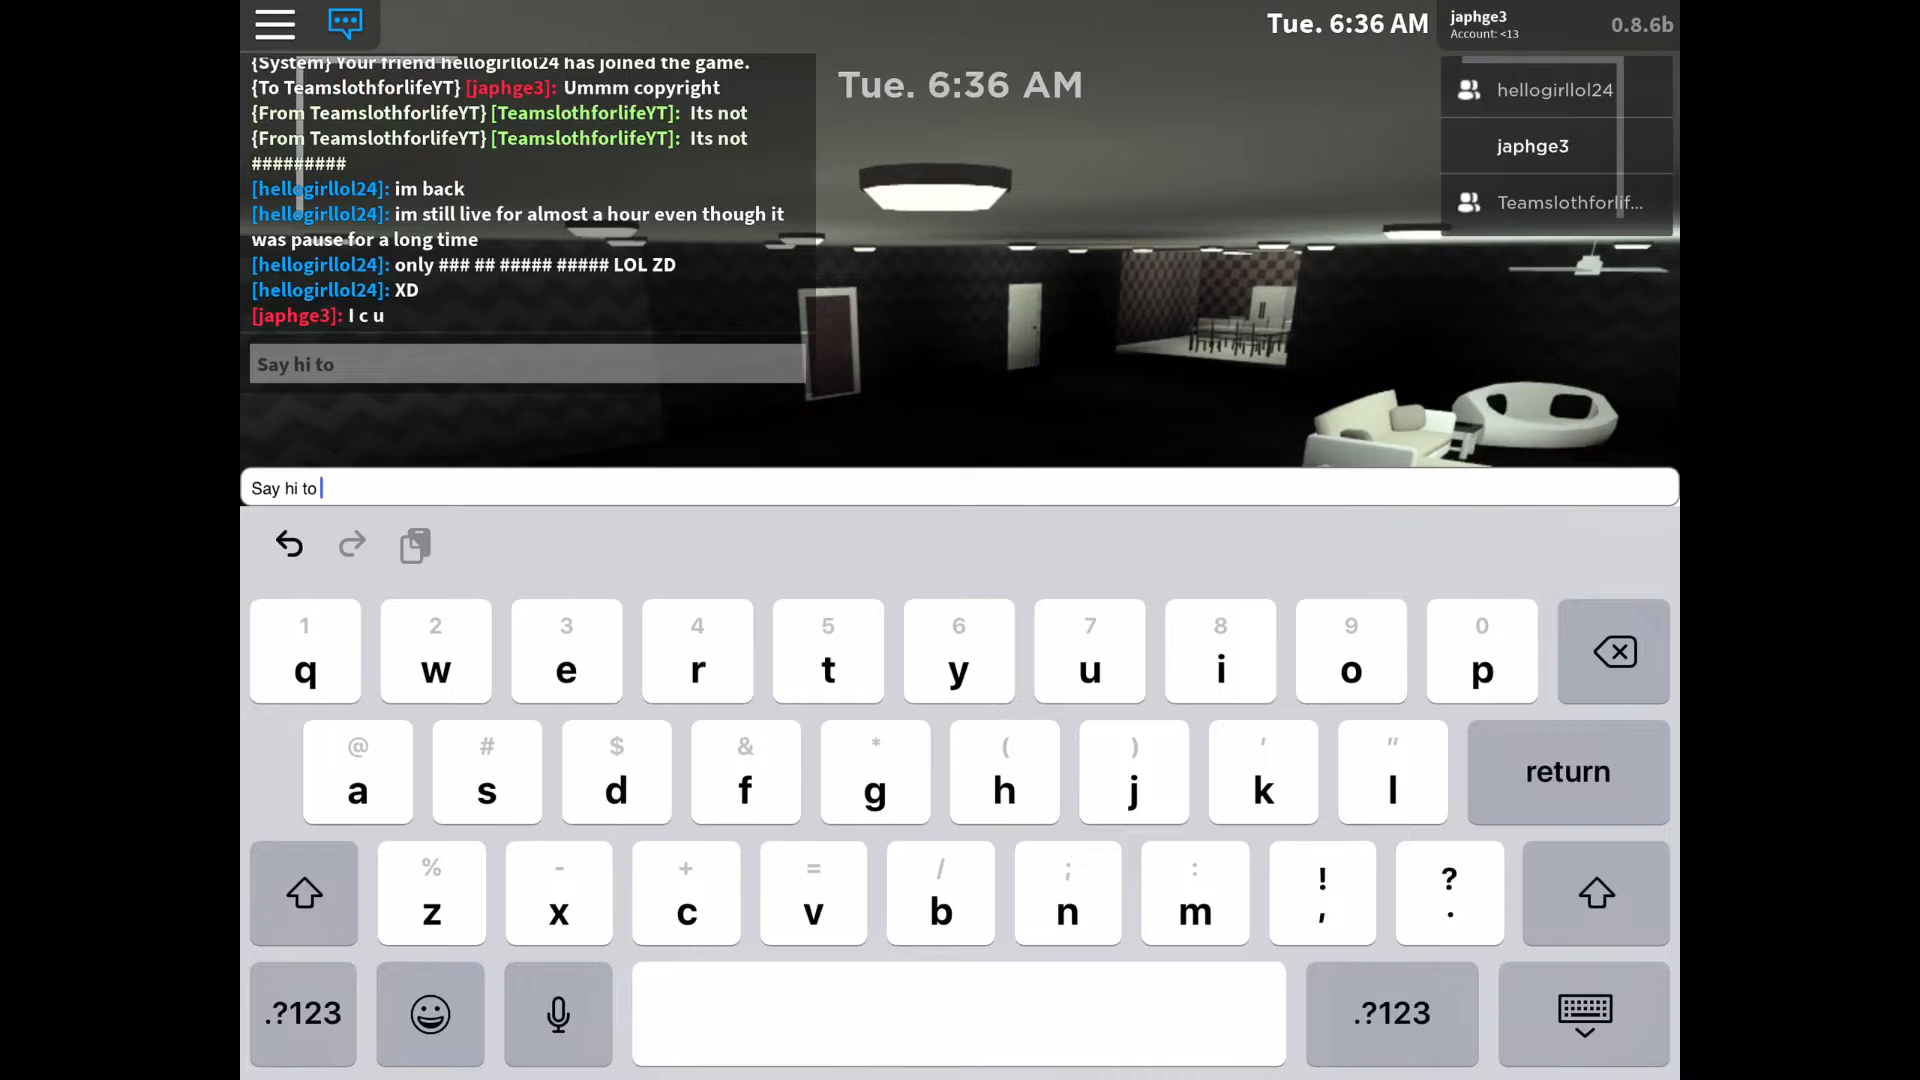 Tue. 6:36 AM
japhge3
Account: <13
0.8.6b
{System} Your friend hellogirllol24 has joined the game.
{To TeamslothforlifeYT} [japhge3]: Ummm copyright
{From TeamslothforlifeYT} [TeamslothforlifeYT]: Its not
{From TeamslothforlifeYT} [TeamslothforlifeYT]: Its not
#########
[hellogirllol24]: im back
[hellogirllol24]: im still live for almost a hour even though it
was pause for a long time
[hellogirllol24]: only ### ## ##### ##### LOL ZD
[hellogirllol24]: XD
[japhge3]: I c u
Say hi to
Tue. 6:36 AM
hellogirllol24
japhge3
Teamslothforlif...
Say hi to
1 2 3 4 5 6 7 8 9 0
q w e r t y u i o p
@ # $ & * ( ) ' "
a s d f g h j k l return
% - + = / ; : ! ?
z x c v b n m , .
.?123 .?123